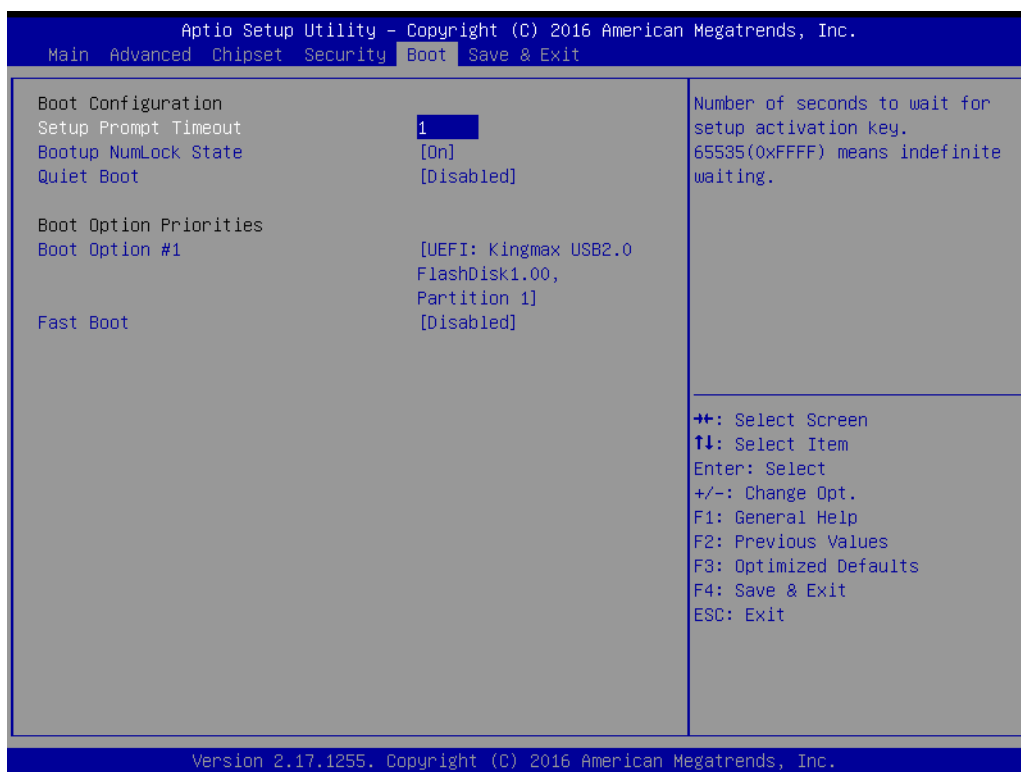 Aptio Setup Utility – Copyright (C) 2016 American Megatrends, Inc.
Main Advanced Chipset Security Boot Save & Exit
Boot Configuration
Setup Prompt Timeout 1
Bootup NumLock State [On]
Quiet Boot [Disabled]
Boot Option Priorities
Boot Option #1 [UEFI: Kingmax USB2.0
FlashDisk1.00,
Partition 1]
Fast Boot [Disabled]
Number of seconds to wait for
setup activation key.
65535(0xFFFF) means indefinite
waiting.
→←: Select Screen
↑↓: Select Item
Enter: Select
+/-: Change Opt.
F1: General Help
F2: Previous Values
F3: Optimized Defaults
F4: Save & Exit
ESC: Exit
Version 2.17.1255. Copyright (C) 2016 American Megatrends, Inc.